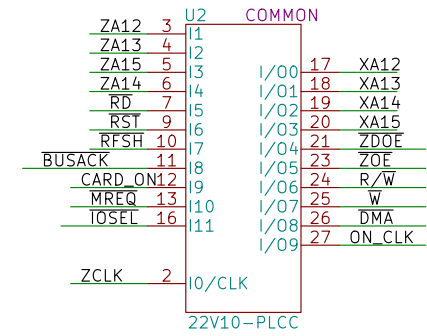 U2 COMMON
ZA12 3 I1
ZA13 4 I2
ZA15 5 I3
ZA14 6 I4
RD 7 I5
RST 9 I6
RFSH 10 I7
BUSACK 11 I8
CARD_ON 12 I9
MREQ 13 I10
IOSEL 16 I11
ZCLK 2 I0/CLK
I/O0 17 XA12
I/O1 18 XA13
I/O2 19 XA14
I/O3 20 XA15
I/O4 21 ZDOE
I/O5 23 ZOE
I/O6 24 R/W
I/O7 25 W
I/O8 26 DMA
I/O9 27 ON_CLK
22V10-PLCC